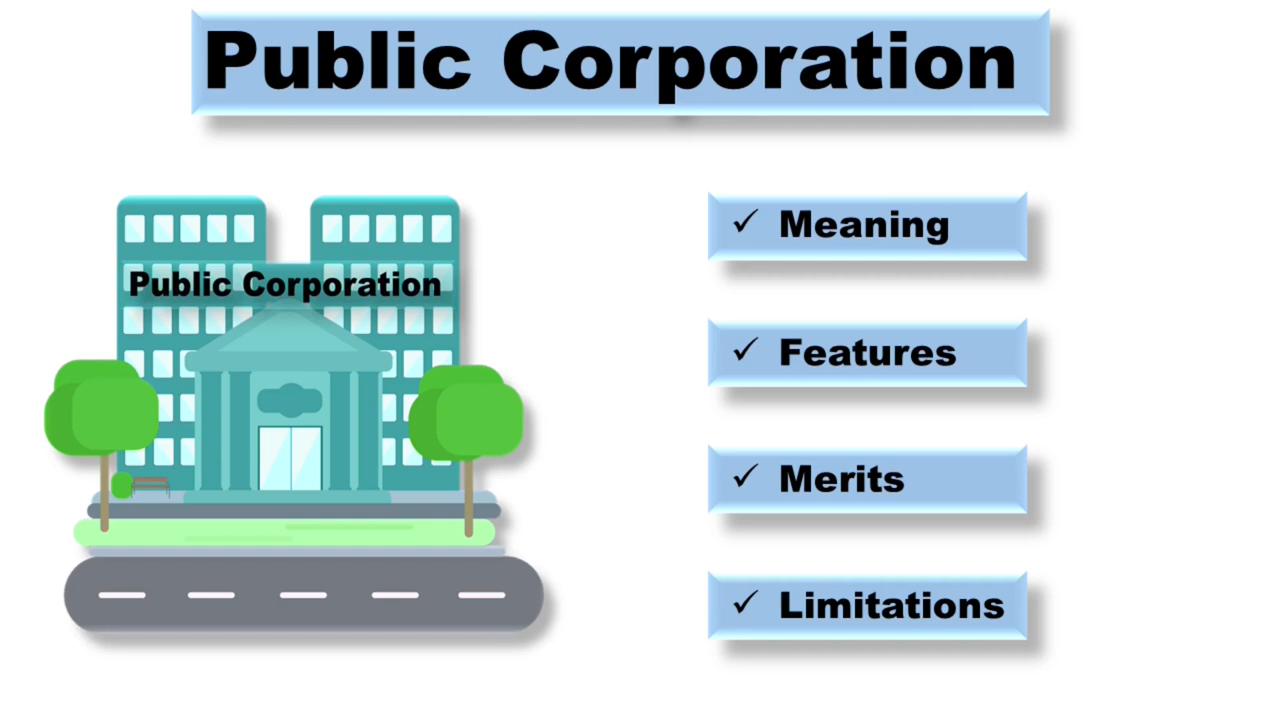 Public Corporation
Public Corporation
✓ Meaning
✓ Features
✓ Merits
✓ Limitations